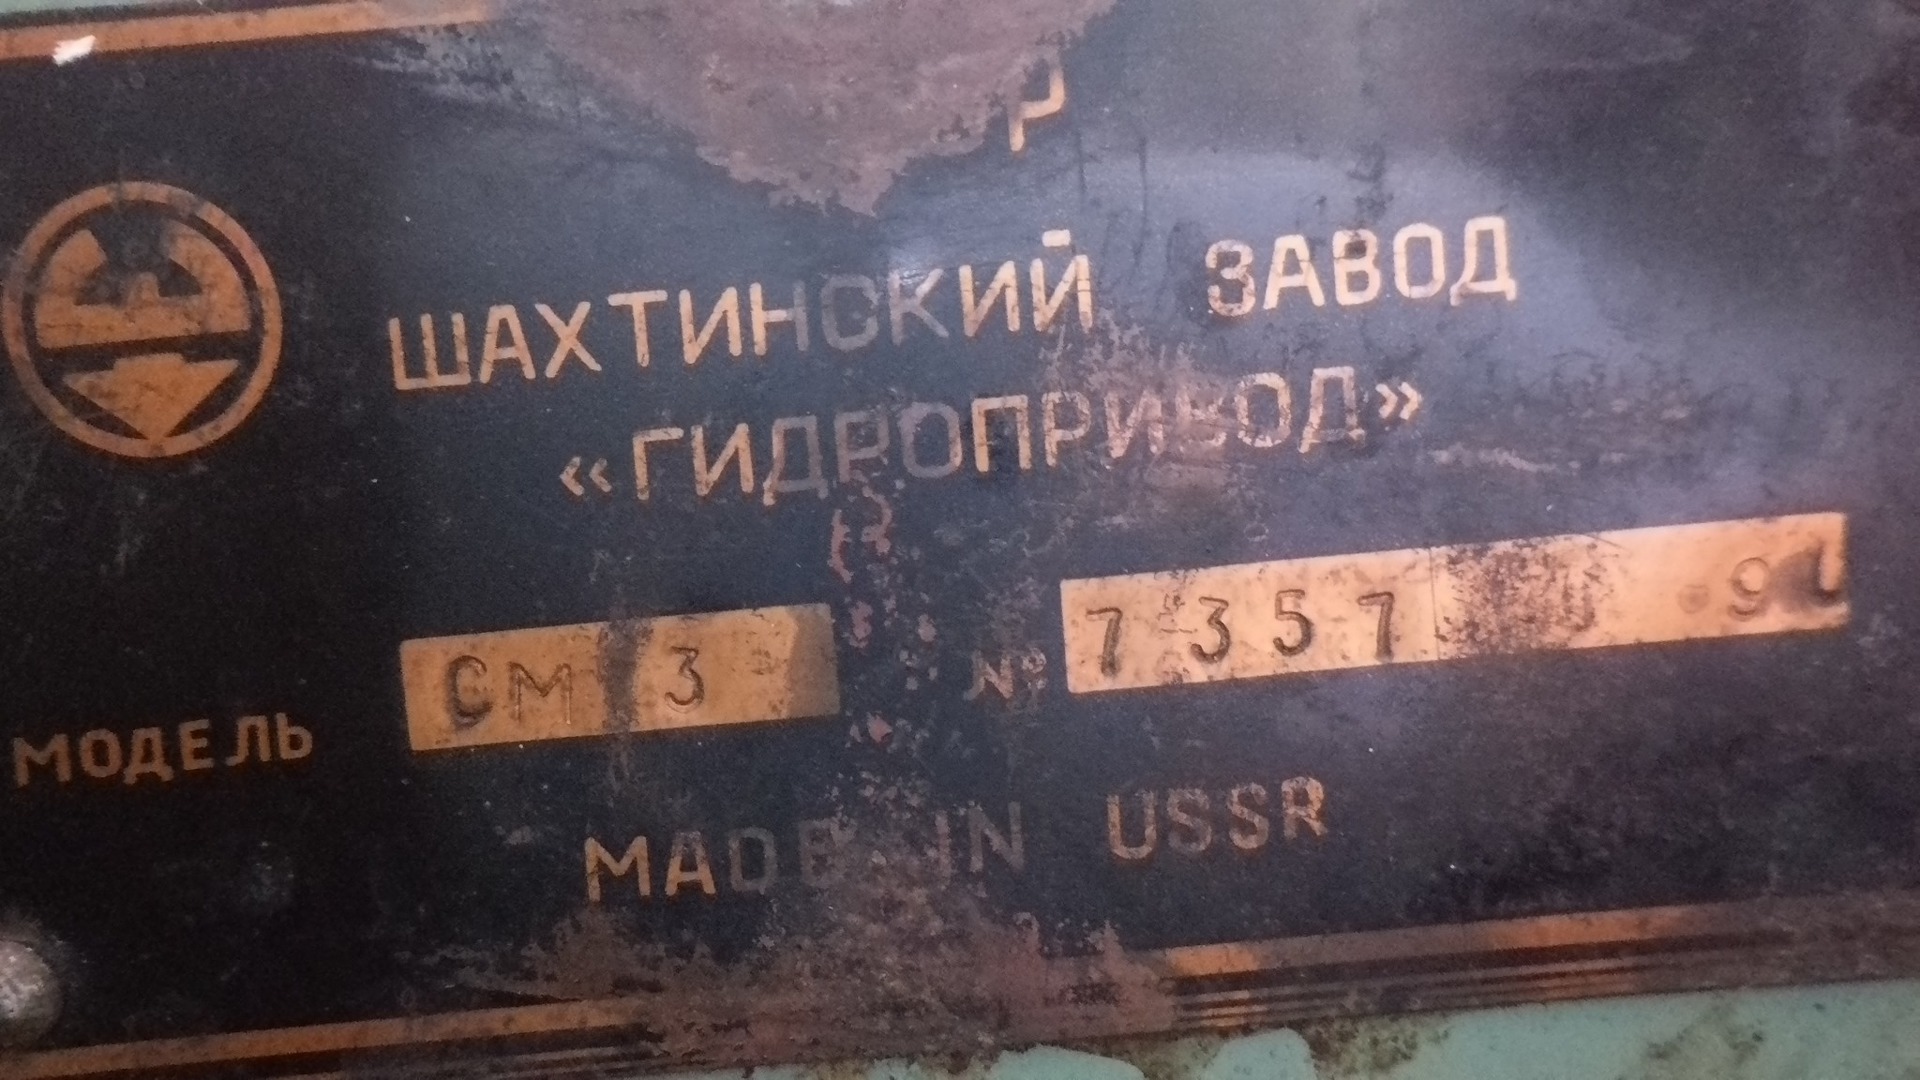 Р
ШАХТИНСКИЙ ЗАВОД
«ГИДРОПРИВОД»
МОДЕЛЬ СМ 3 № 7357
MADE IN USSR